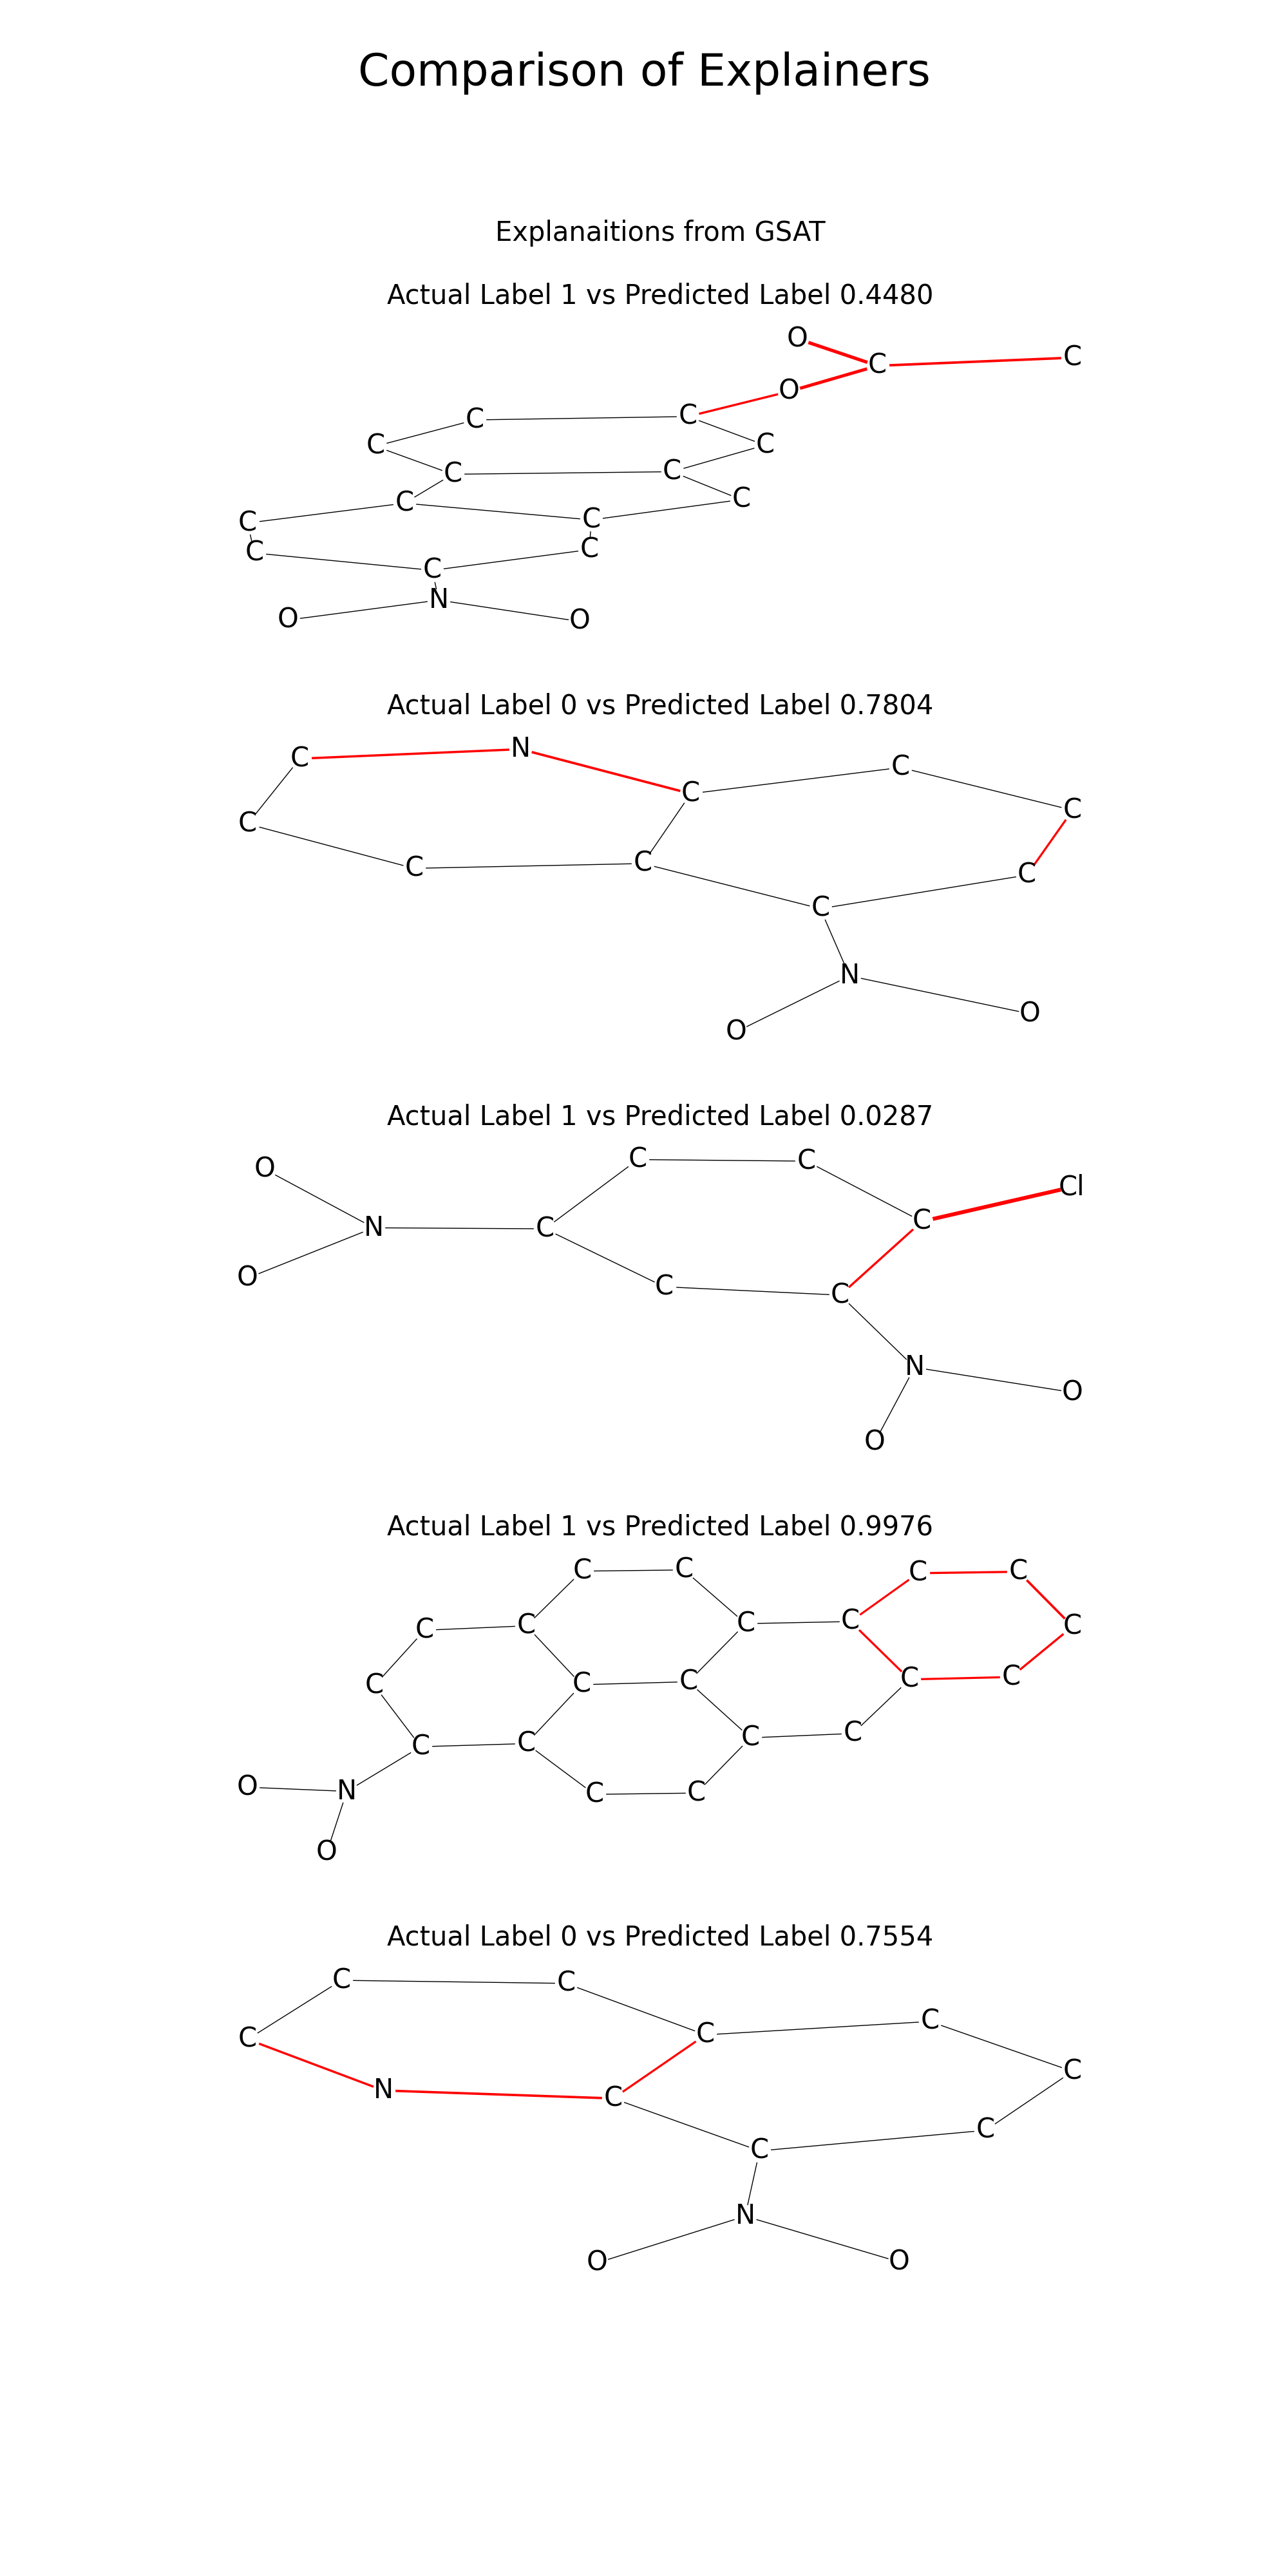 Comparison of Explainers
Explanaitions from GSAT
Actual Label 1 vs Predicted Label 0.4480
O
C C
O
C C
C C
C C
C C
C C
C C
C
N
O O
Actual Label 0 vs Predicted Label 0.7804
N
C C
C
C C
C C C
C
N
O O
Actual Label 1 vs Predicted Label 0.0287
O C C
Cl
N C C
O C C
N
O
O
Actual Label 1 vs Predicted Label 0.9976
C C C C
C C C C C
C C C C C
C C C C
O N C C
O
Actual Label 0 vs Predicted Label 0.7554
C C
C C C
N C C
C C
N
O O